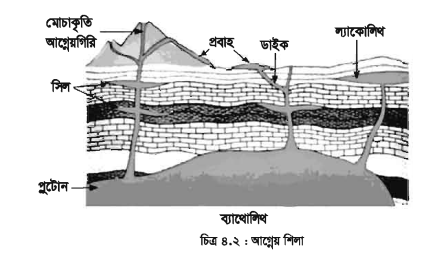 মোচাকৃতি
আগ্নেয়গিরি
প্রবাহ
ডাইক
ল্যাকোলিথ
সিল
প্লুটোন
ব্যাথোলিথ
চিত্র ৪.২ : আগ্নেয় শিলা